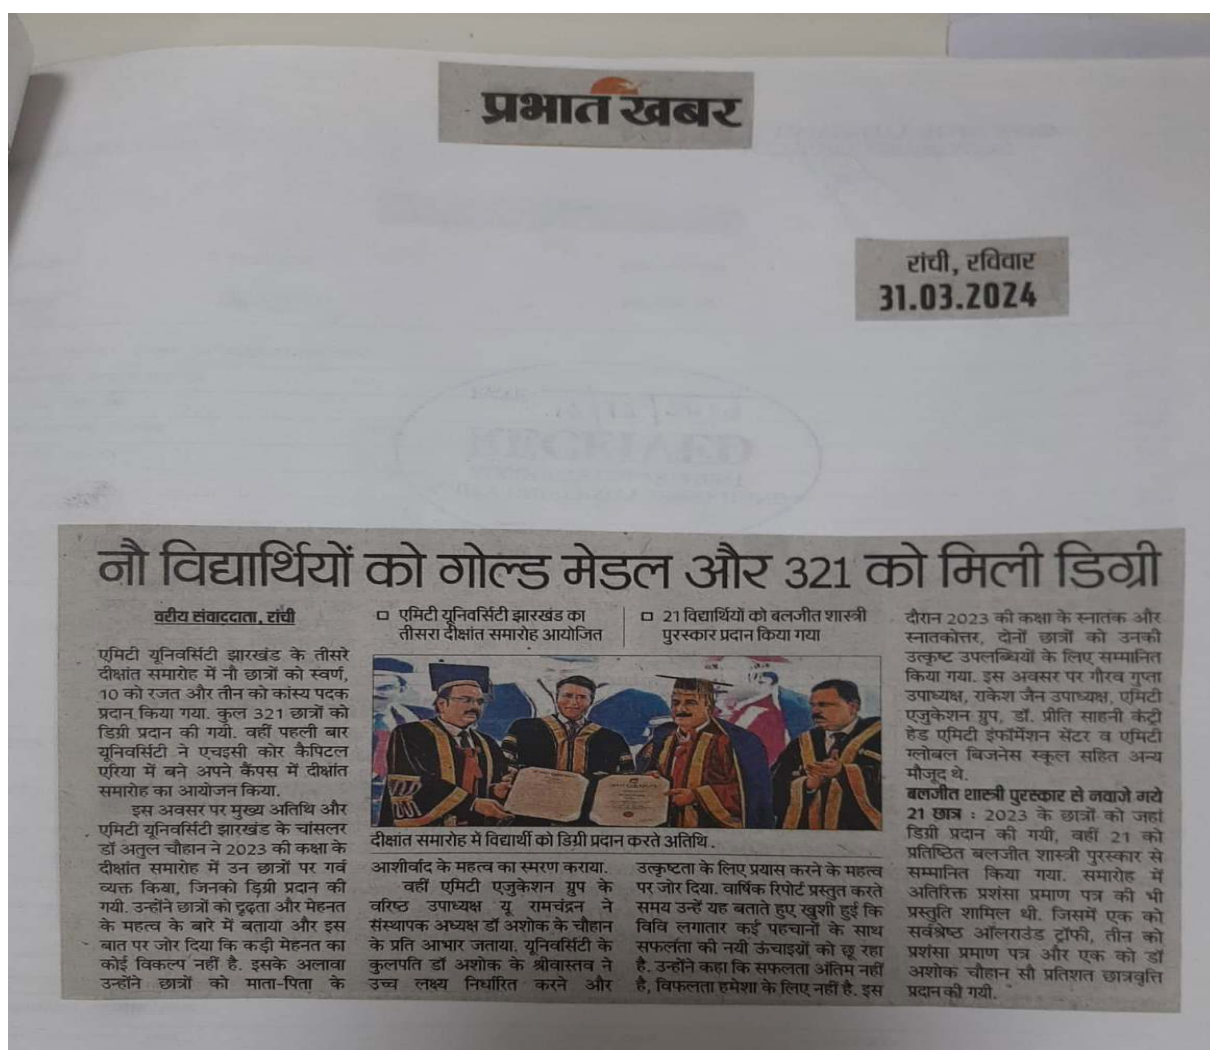 प्रभात खबर
रांची, रविवार
31.03.2024
नौ विद्यार्थियों को गोल्ड मेडल और 321 को मिली डिग्री
वरीय संवाददाता, रांची
एमिटी यूनिवर्सिटी झारखंड के तीसरे
दीक्षांत समारोह में नौ छात्रों को स्वर्ण,
10 को रजत और तीन को कांस्य पदक
प्रदान किया गया. कुल 321 छात्रों को
डिग्री प्रदान की गयी. वहीं पहली बार
यूनिवर्सिटी ने एचइसी कोर कैपिटल
एरिया में बने अपने कैंपस में दीक्षांत
समारोह का आयोजन किया.
इस अवसर पर मुख्य अतिथि और
एमिटी यूनिवर्सिटी झारखंड के चांसलर
डॉ अतुल चौहान ने 2023 की कक्षा के
दीक्षांत समारोह में उन छात्रों पर गर्व
व्यक्त किया, जिनको डिग्री प्रदान की
गयी. उन्होंने छात्रों को दृढ़ता और मेहनत
के महत्व के बारे में बताया और इस
बात पर जोर दिया कि कड़ी मेहनत का
कोई विकल्प नहीं है. इसके अलावा
उन्होंने छात्रों को माता-पिता के
□ एमिटी यूनिवर्सिटी झारखंड का
तीसरा दीक्षांत समारोह आयोजित
□ 21 विद्यार्थियों को बलजीत शास्त्री
पुरस्कार प्रदान किया गया
दीक्षांत समारोह में विद्यार्थी को डिग्री प्रदान करते अतिथि.
आशीर्वाद के महत्व का स्मरण कराया.
वहीं एमिटी एजुकेशन ग्रुप के
वरिष्ठ उपाध्यक्ष यू रामचंद्रन ने
संस्थापक अध्यक्ष डॉ अशोक के चौहान
के प्रति आभार जताया. यूनिवर्सिटी के
कुलपति डॉ अशोक के श्रीवास्तव ने
उच्च लक्ष्य निर्धारित करने और
उत्कृष्टता के लिए प्रयास करने के महत्व
पर जोर दिया. वार्षिक रिपोर्ट प्रस्तुत करते
समय उन्हें यह बताते हुए खुशी हुई कि
विवि लगातार कई पहचानों के साथ
सफलता की नयी ऊंचाइयों को छू रहा
है. उन्होंने कहा कि सफलता अंतिम नहीं
है, विफलता हमेशा के लिए नहीं है. इस
दौरान 2023 की कक्षा के स्नातक और
स्नातकोत्तर, दोनों छात्रों को उनकी
उत्कृष्ट उपलब्धियों के लिए सम्मानित
किया गया. इस अवसर पर गौरव गुप्ता
उपाध्यक्ष, राकेश जैन उपाध्यक्ष, एमिटी
एजुकेशन ग्रुप, डॉ. प्रीति साहनी कंट्री
हेड एमिटी इंफॉर्मेशन सेंटर व एमिटी
ग्लोबल बिजनेस स्कूल सहित अन्य
मौजूद थे.
बलजीत शास्त्री पुरस्कार से नवाजे गये
21 छात्र : 2023 के छात्रों को जहां
डिग्री प्रदान की गयी, वहीं 21 को
प्रतिष्ठित बलजीत शास्त्री पुरस्कार से
सम्मानित किया गया. समारोह में
अतिरिक्त प्रशंसा प्रमाण पत्र की भी
प्रस्तुति शामिल थी. जिसमें एक को
सर्वश्रेष्ठ ऑलराउंड ट्रॉफी, तीन को
प्रशंसा प्रमाण पत्र और एक को डॉ
अशोक चौहान सौ प्रतिशत छात्रवृत्ति
प्रदान की गयी.